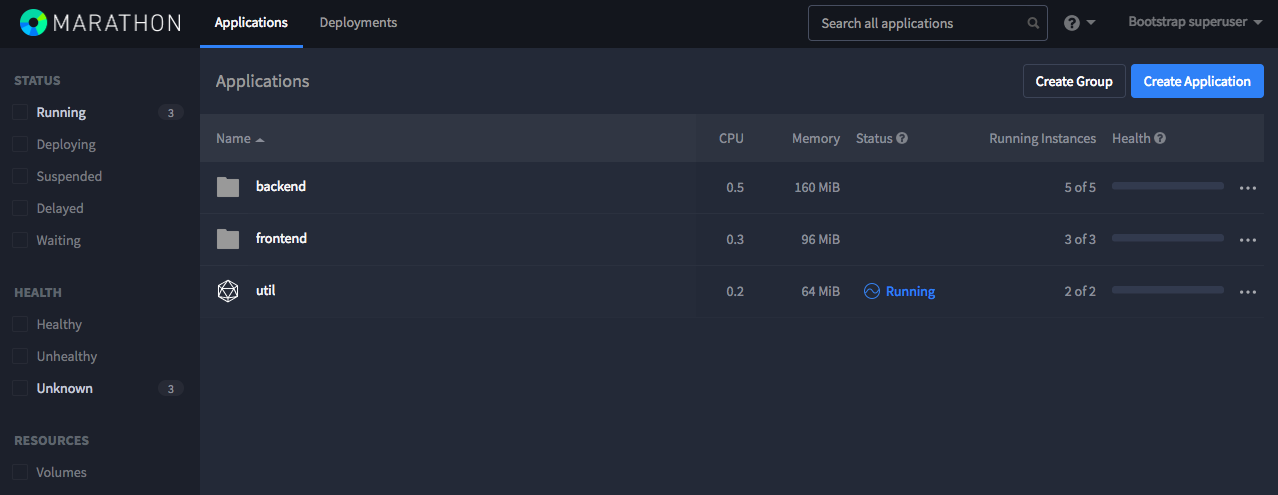 MARATHON Applications Deployments Search all applications ? Bootstrap superuser
STATUS
Running 3
Deploying
Suspended
Delayed
Waiting
HEALTH
Healthy
Unhealthy
Unknown 3
RESOURCES
Volumes
Applications Create Group Create Application
Name CPU Memory Status ? Running Instances Health ?
backend 0.5 160 MiB 5 of 5 ...
frontend 0.3 96 MiB 3 of 3 ...
util 0.2 64 MiB Running 2 of 2 ...